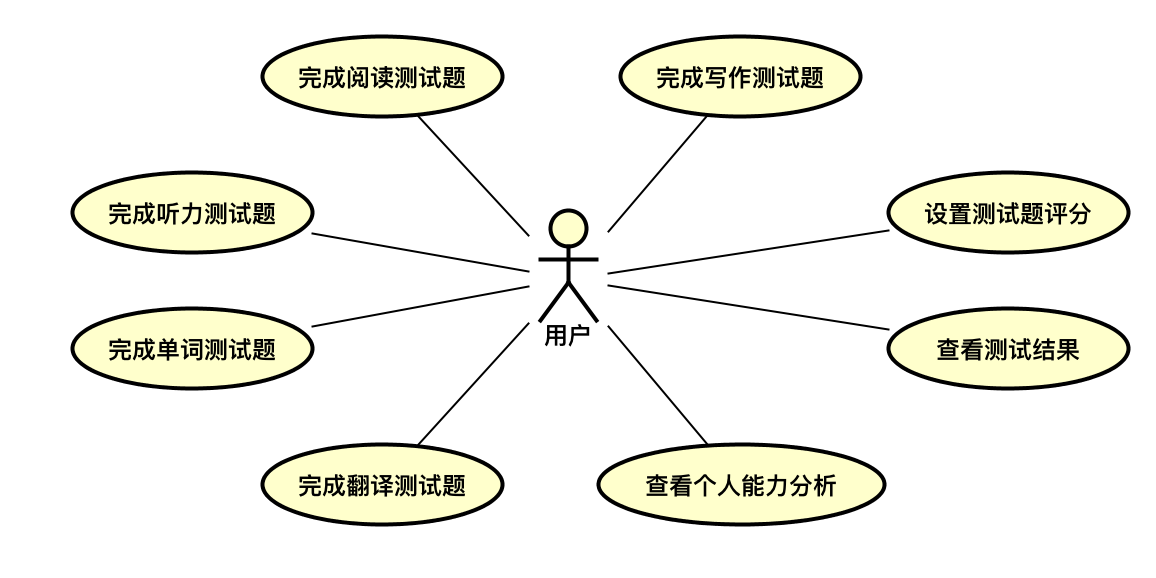 完成阅读测试题
完成写作测试题
完成听力测试题
设置测试题评分
用户
完成单词测试题
查看测试结果
完成翻译测试题
查看个人能力分析